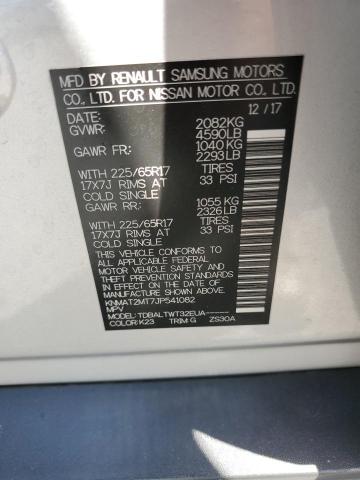 MFD BY RENAULT SAMSUNG MOTORS
CO., LTD. FOR NISSAN MOTOR CO., LTD.
DATE: 12/17
GVWR: 2082KG
4590LB
GAWR FR: 1040 KG
2293LB
WITH 225/65R17 TIRES
17X7J RIMS AT 33 PSI
COLD SINGLE
GAWR RR: 1055 KG
2326LB
WITH 225/65R17 TIRES
17X7J RIMS AT 33 PSI
COLD SINGLE
THIS VEHICLE CONFORMS TO
ALL APPLICABLE FEDERAL
MOTOR VEHICLE SAFETY AND
THEFT PREVENTION STANDARDS
IN EFFECT ON THE DATE OF
MANUFACTURE SHOWN ABOVE.
KNMAT2MT7JP541082
MPV
MODEL: TDBALTWT32EUA-----
COLOR: K23 TRIM: G ZS30A